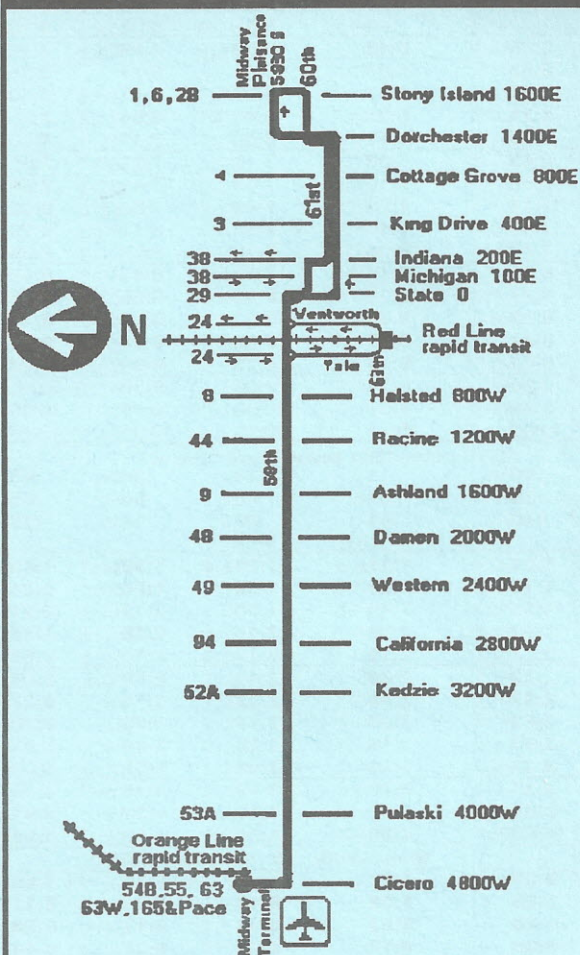 Midway
Plaisance
5830 S
60th
1,6,28
Stony Island 1600E
Dorchester 1400E
4
Cottage Grove 800E
61st
3
King Drive 400E
38
Indiana 200E
38
Michigan 100E
29
State 0
N
24
Wentworth
Red Line
rapid transit
24
Yale
63rd
8
Halsted 800W
44
Racine 1200W
59th
9
Ashland 1600W
48
Damen 2000W
49
Western 2400W
94
California 2800W
52A
Kedzie 3200W
53A
Pulaski 4000W
Orange Line
rapid transit
54B,55, 63
63W,165&Pace
Cicero 4800W
Midway
Terminal